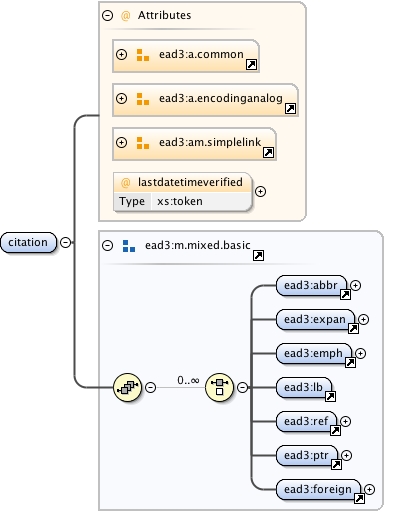 Attributes
ead3:a.common
ead3:a.encodinganalog
ead3:am.simplelink
lastdatetimeverified
Type xs:token
citation
ead3:m.mixed.basic
ead3:abbr
ead3:expan
ead3:emph
0..∞
ead3:lb
ead3:ref
ead3:ptr
ead3:foreign